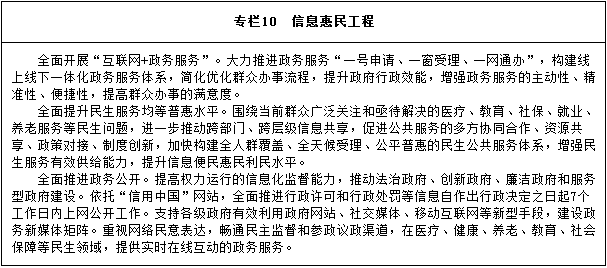 专栏10 信息惠民工程
全面开展“互联网+政务服务”。大力推进政务服务“一号申请、一窗受理、一网通办”，构建线
上线下一体化政务服务体系，简化优化群众办事流程，提升政府行政效能，增强政务服务的主动性、精
准性、便捷性，提高群众办事的满意度。
全面提升民生服务均等普惠水平。围绕当前群众广泛关注和亟待解决的医疗、教育、社保、就业、
养老服务等民生问题，进一步推动跨部门、跨层级信息共享，促进公共服务的多方协同合作、资源共
享、政策对接、制度创新，加快构建全人群覆盖、全天候受理、公平普惠的民生公共服务体系，增强民
生服务有效供给能力，提升信息便民惠民利民水平。
全面推进政务公开。提高权力运行的信息化监督能力，推动法治政府、创新政府、廉洁政府和服务
型政府建设。依托“信用中国”网站，全面推进行政许可和行政处罚等信息自作出行政决定之日起7个
工作日内上网公开工作。支持各级政府有效利用政府网站、社交媒体、移动互联网等新型手段，建设政
务新媒体矩阵。重视网络民意表达，畅通民主监督和参政议政渠道，在医疗、健康、养老、教育、社会
保障等民生领域，提供实时在线互动的政务服务。